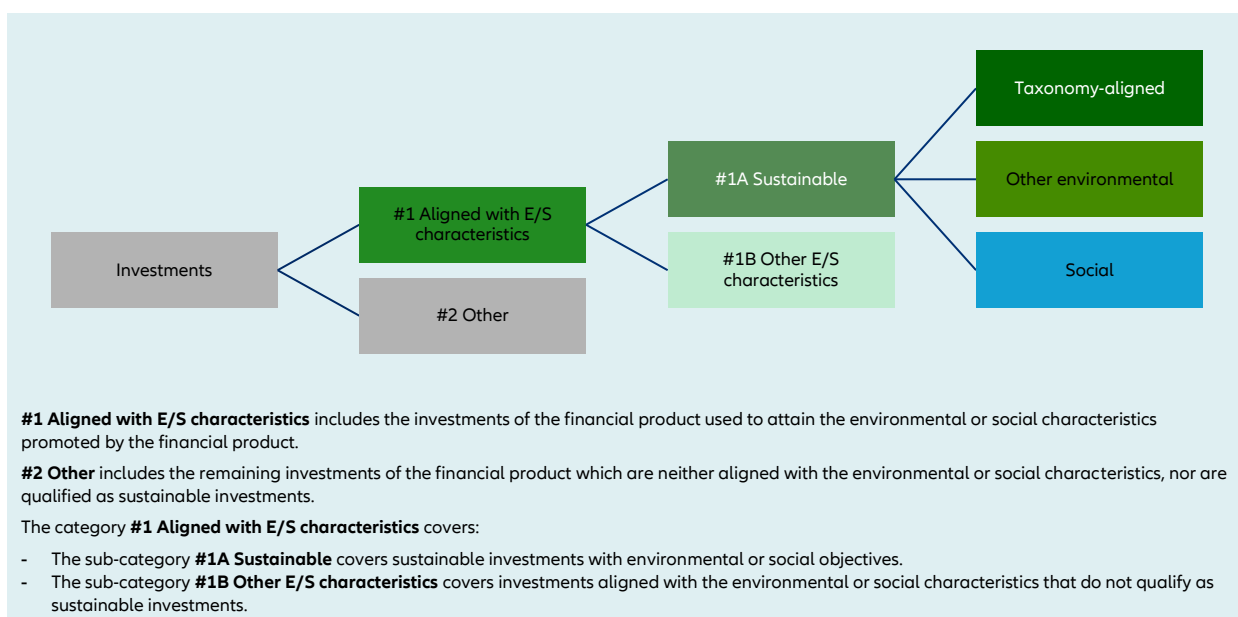 Taxonomy-aligned
#1A Sustainable
Other environmental
#1 Aligned with E/S
characteristics
Investments
#1B Other E/S
characteristics
Social
#2 Other
#1 Aligned with E/S characteristics includes the investments of the financial product used to attain the environmental or social characteristics
promoted by the financial product.
#2 Other includes the remaining investments of the financial product which are neither aligned with the environmental or social characteristics, nor are
qualified as sustainable investments.
The category #1 Aligned with E/S characteristics covers:
- The sub-category #1A Sustainable covers sustainable investments with environmental or social objectives.
- The sub-category #1B Other E/S characteristics covers investments aligned with the environmental or social characteristics that do not qualify as
sustainable investments.